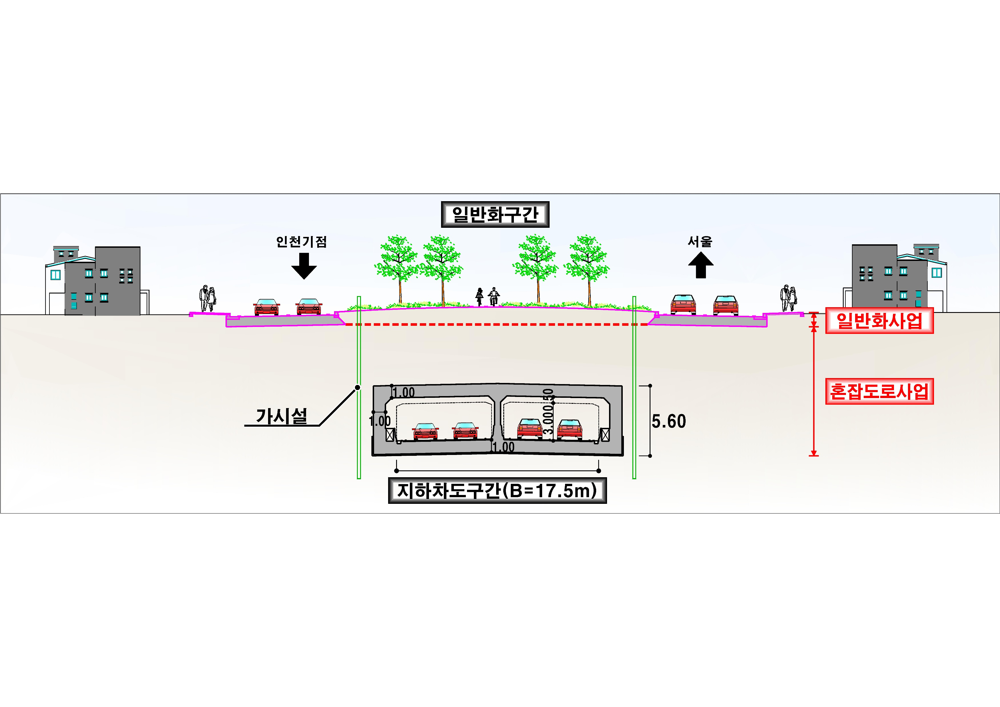 일반화구간
인천기점
서울
일반화사업
혼잡도로사업
1.00
.50
3.000
1.00
가시설
5.60
1.00
지하차도구간(B=17.5m)